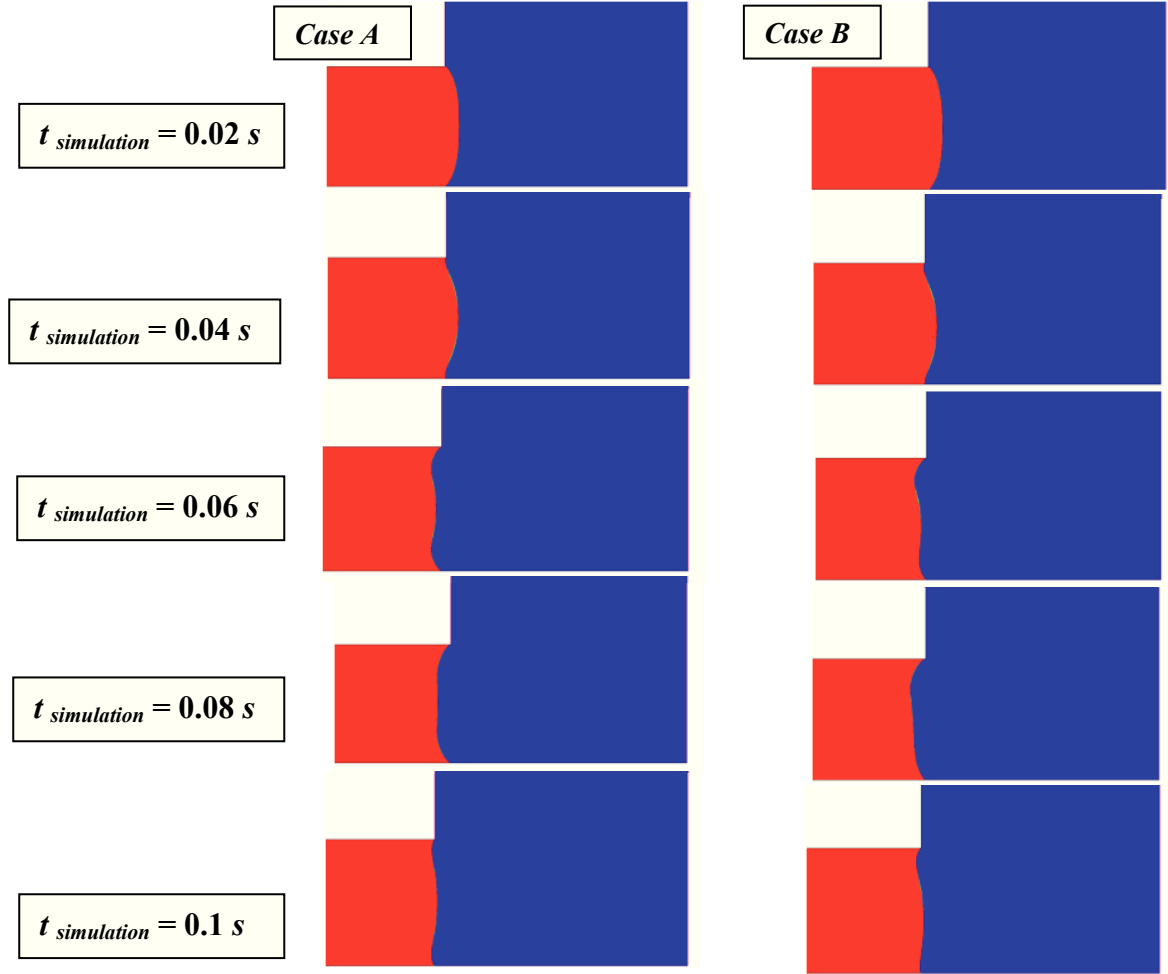 Case A
Case B
t simulation = 0.02 s
t simulation = 0.04 s
t simulation = 0.06 s
t simulation = 0.08 s
t simulation = 0.1 s